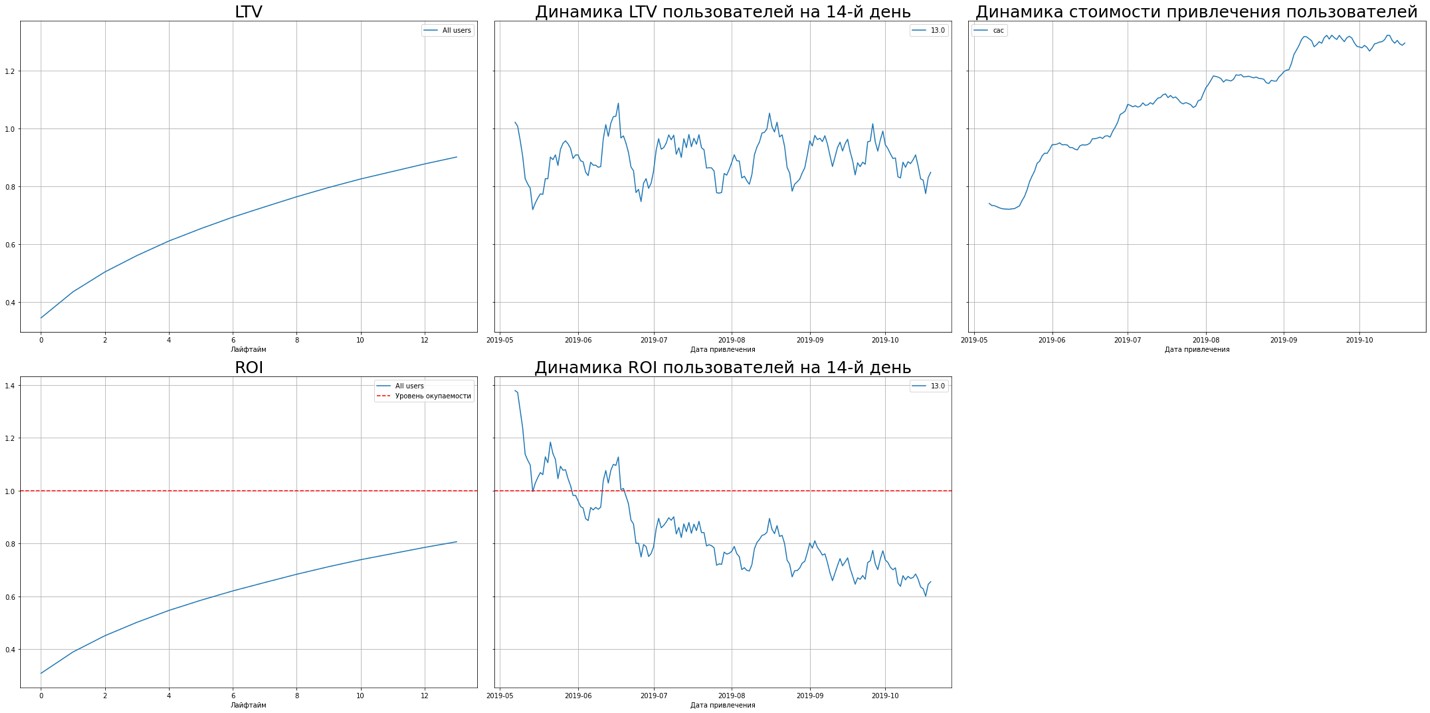 LTV
All users
1.2
1.0
0.8
0.6
0.4
0 2 4 6 8 10 12
Лайфтайм
Динамика LTV пользователей на 14-й день
13.0
2019-05 2019-06 2019-07 2019-08 2019-09 2019-10
Дата привлечения
Динамика стоимости привлечения пользователей
cac
2019-05 2019-06 2019-07 2019-08 2019-09 2019-10
Дата привлечения
ROI
All users
Уровень окупаемости
1.4
1.2
1.0
0.8
0.6
0.4
0 2 4 6 8 10 12
Лайфтайм
Динамика ROI пользователей на 14-й день
13.0
2019-05 2019-06 2019-07 2019-08 2019-09 2019-10
Дата привлечения